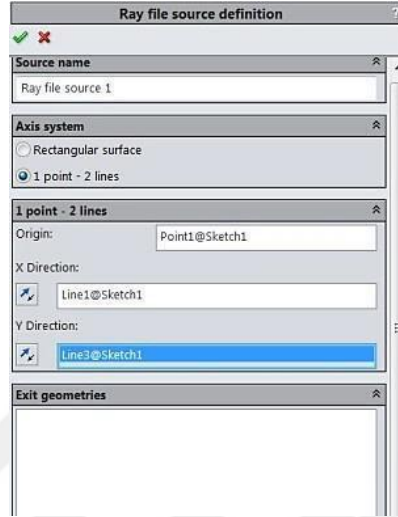 Ray file source definition
?
Source name
Ray file source 1
Axis system
Rectangular surface
1 point - 2 lines
1 point - 2 lines
Origin:
Point1@Sketch1
X Direction:
Line1@Sketch1
Y Direction:
Line3@Sketch1
Exit geometries